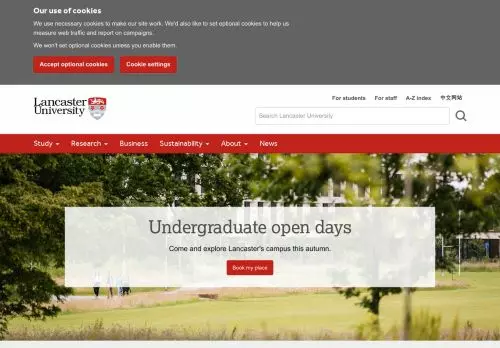 Our use of cookies
We use necessary cookies to make our site work. We'd also like to set optional cookies to help us
measure web traffic and report on campaigns.
We won't set optional cookies unless you enable them.
Accept optional cookies
Cookie settings
For students
For staff
A-Z index
中文网站
Lancaster
University
Search Lancaster University
Study
Research
Business
Sustainability
About
News
Undergraduate open days
Come and explore Lancaster's campus this autumn.
Book my place